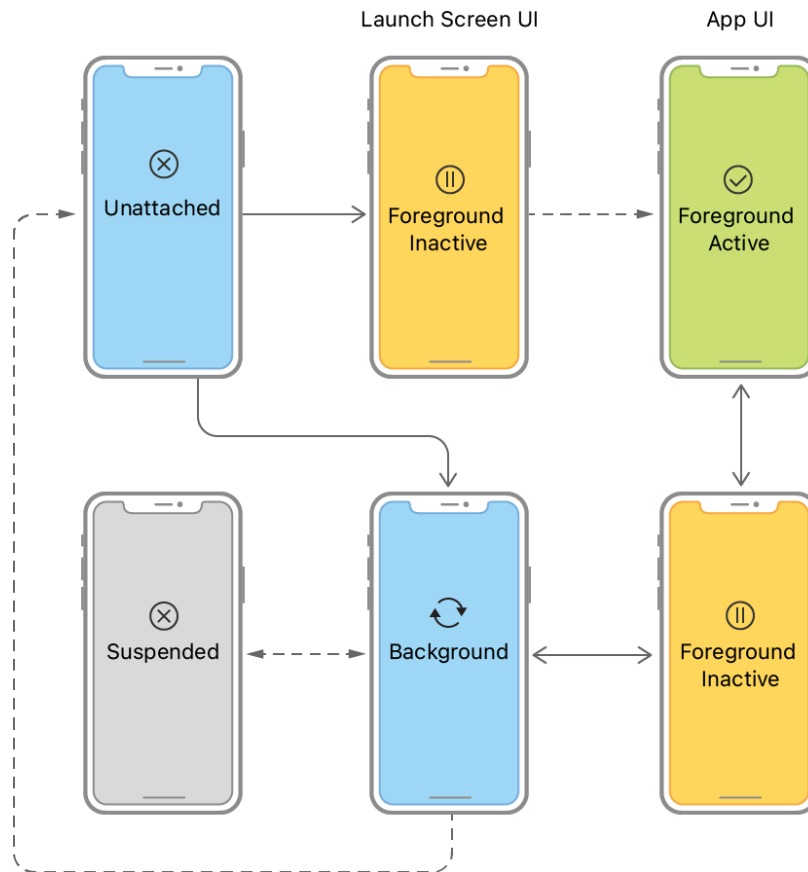 Launch Screen UI
App UI
Unattached
Foreground
Inactive
Foreground
Active
Suspended
Background
Foreground
Inactive